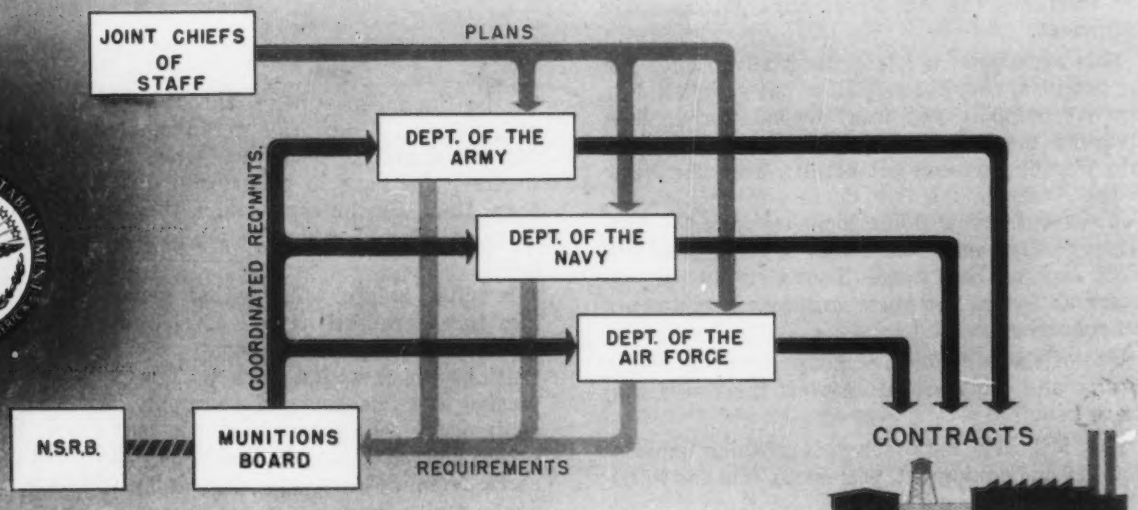 JOINT CHIEFS
OF
STAFF
PLANS
DEPT. OF THE
ARMY
COORDINATED REQ'M'NTS.
DEPT. OF THE
NAVY
DEPT. OF THE
AIR FORCE
N.S.R.B.
MUNITIONS
BOARD
REQUIREMENTS
CONTRACTS